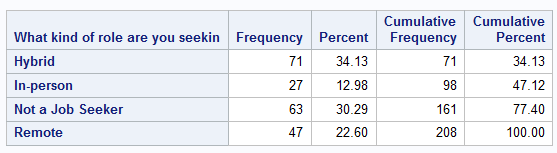 What kind of role are you seekin Frequency Percent Cumulative Frequency Cumulative Percent
Hybrid 71 34.13 71 34.13
In-person 27 12.98 98 47.12
Not a Job Seeker 63 30.29 161 77.40
Remote 47 22.60 208 100.00